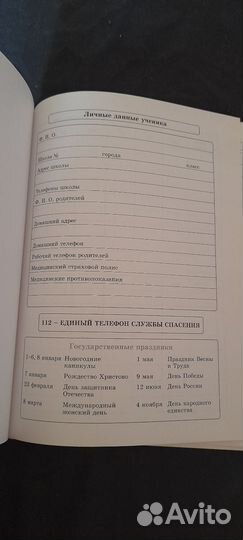 Личные данные ученика
Ф. И. О.
Школа № города класс
Адрес школы
Телефоны школы
Ф. И. О. родителей
Домашний адрес
Домашний телефон
Рабочий телефон родителей
Медицинский страховой полис
Медицинские противопоказания
112 – ЕДИНЫЙ ТЕЛЕФОН СЛУЖБЫ СПАСЕНИЯ
Государственные праздники
1-6, 8 января Новогодние каникулы
7 января Рождество Христово
23 февраля День защитника Отечества
8 марта Международный женский день
1 мая Праздник Весны и Труда
9 мая День Победы
12 июня День России
4 ноября День народного единства
Avito